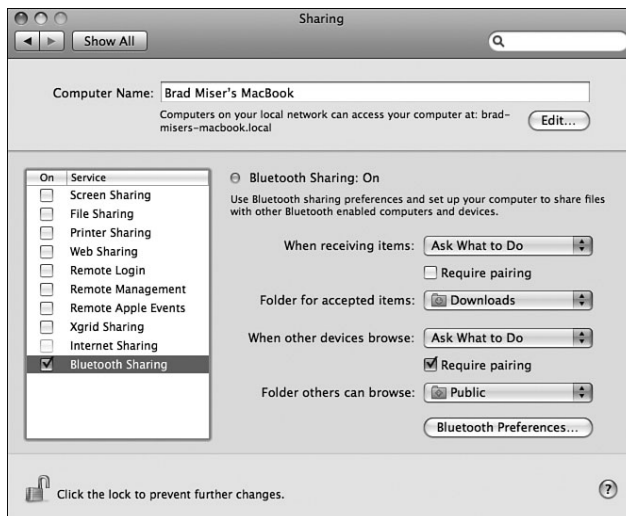 Sharing
Show All
Computer Name: Brad Miser's MacBook
Computers on your local network can access your computer at: brad-
misers-macbook.local
Edit...
On Service
Screen Sharing
File Sharing
Printer Sharing
Web Sharing
Remote Login
Remote Management
Remote Apple Events
Xgrid Sharing
Internet Sharing
Bluetooth Sharing
Bluetooth Sharing: On
Use Bluetooth sharing preferences and set up your computer to share files
with other Bluetooth enabled computers and devices.
When receiving items: Ask What to Do
Require pairing
Folder for accepted items: Downloads
When other devices browse: Ask What to Do
Require pairing
Folder others can browse: Public
Bluetooth Preferences...
Click the lock to prevent further changes.
?